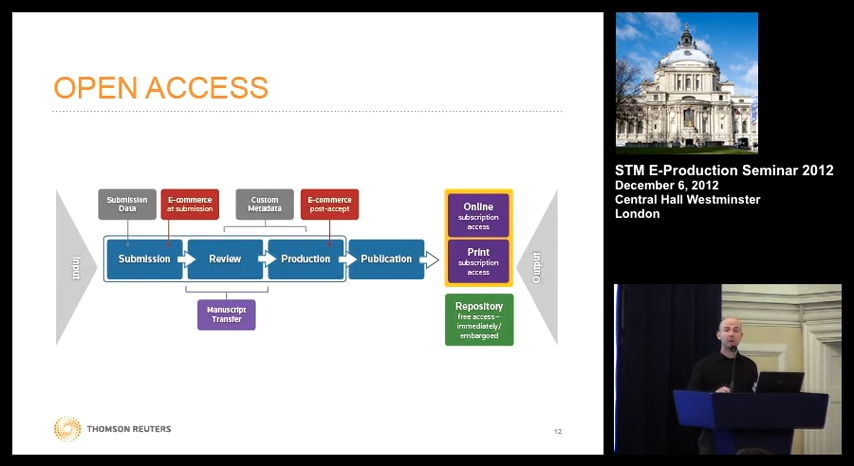 OPEN ACCESS
Submission
Data
E-commerce
at submission
Custom
Metadata
E-commerce
post-accept
Online
subscription
access
Input
Submission
Review
Production
Publication
Print
subscription
access
Output
Manuscript
Transfer
Repository
free access–
immediately/
embargoed
THOMSON REUTERS
12
STM E-Production Seminar 2012
December 6, 2012
Central Hall Westminster
London